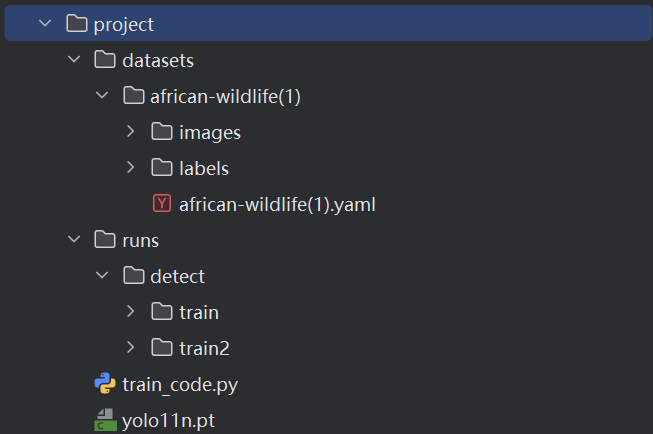 project
datasets
african-wildlife(1)
images
labels
african-wildlife(1).yaml
runs
detect
train
train2
train_code.py
yolo11n.pt